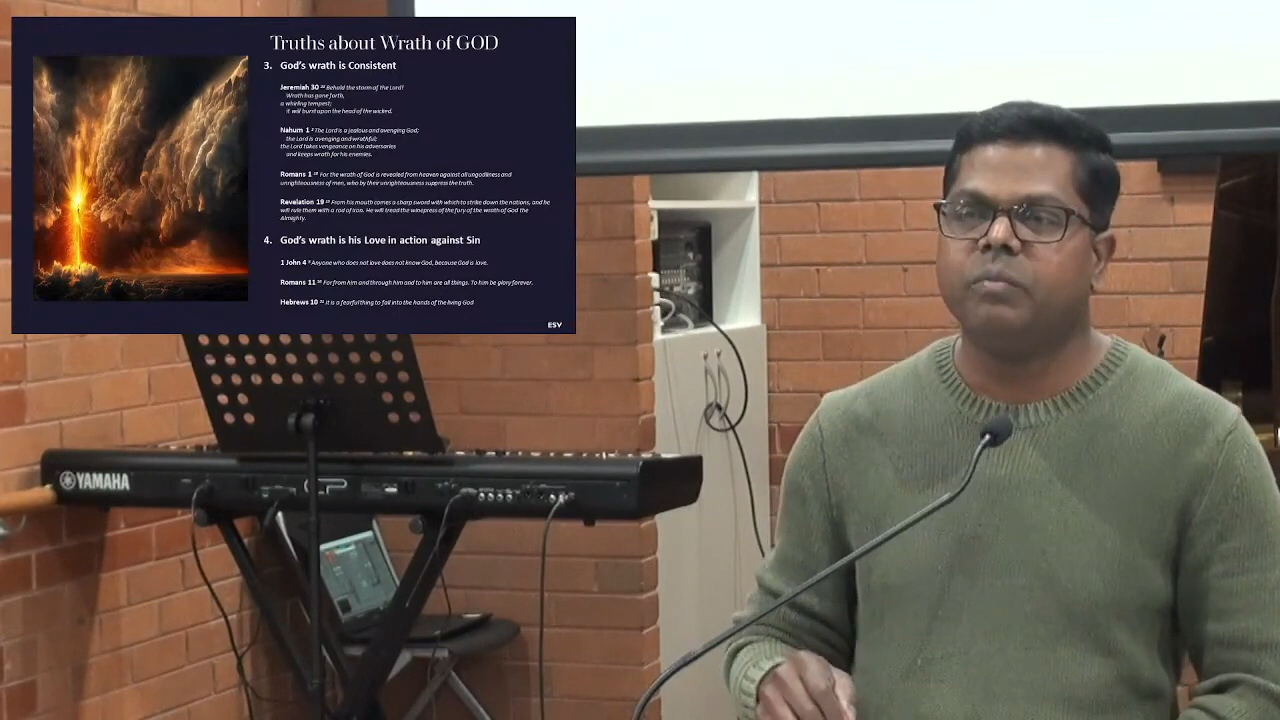 Truths about Wrath of GOD
3. God's wrath is Consistent
Jeremiah 30 23 Behold the storm of the Lord!
Wrath has gone forth,
a whirling tempest;
it will burst upon the head of the wicked.
Nahum 1 2 The Lord is a jealous and avenging God;
the Lord is avenging and wrathful;
the Lord takes vengeance on his adversaries
and keeps wrath for his enemies.
Romans 1 18 For the wrath of God is revealed from heaven against all ungodliness and
unrighteousness of men, who by their unrighteousness suppress the truth.
Revelation 19 15 From his mouth comes a sharp sword with which to strike down the nations, and he
will rule them with a rod of iron. He will tread the winepress of the fury of the wrath of God the
Almighty.
4. God's wrath is his Love in action against Sin
1 John 4 8 Anyone who does not love does not know God, because God is love.
Romans 11 36 For from him and through him and to him are all things. To him be glory forever.
Hebrews 10 31 It is a fearful thing to fall into the hands of the living God
ESV
YAMAHA
CP